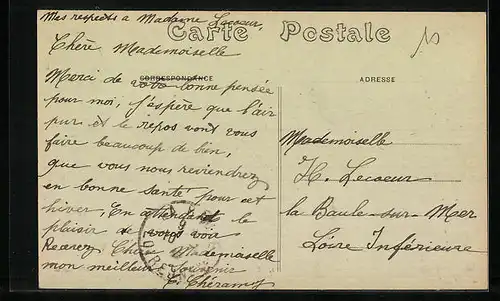 Mes respects a Madame Lecoeur,
Carte Postale
Chère Mademoiselle
CORRESPONDANCE
Merci de votre bonne pensée
pour moi, j'espère que l'air
pur et le repos vont vous
faire beaucoup de bien,
que vous nous reviendrez
en bonne santé pour cet
hiver, En attendant le
plaisir de vous voir
Recevez Chère Mademoiselle
mon meilleur souvenir
C. Chéramy
ADRESSE
Mademoiselle
H. Lecoeur
la Baule-sur-Mer
Loire Inférieure